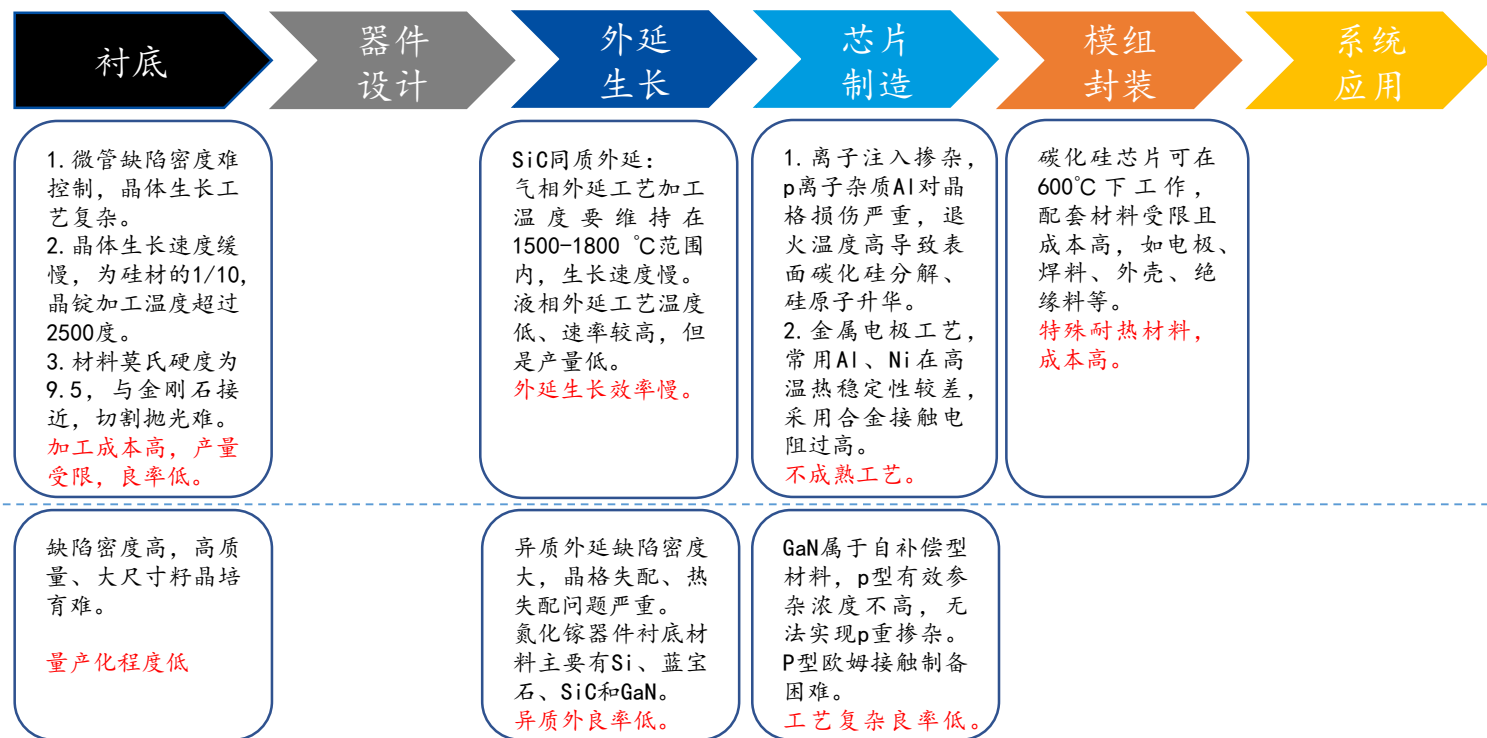 衬底
器件
设计
外延
生长
芯片
制造
模组
封装
系统
应用
1. 微管缺陷密度难
控制，晶体生长工
艺复杂。
2. 晶体生长速度缓
慢，为硅材的1/10，
晶锭加工温度超过
2500度。
3. 材料莫氏硬度为
9.5，与金刚石接
近，切割抛光难。
加工成本高，产量
受限，良率低。
SiC同质外延：
气相外延工艺加工
温度要维持在
1500-1800 ℃范围
内，生长速度慢。
液相外延工艺温度
低、速率较高，但
是产量低。
外延生长效率慢。
1. 离子注入掺杂，
p离子杂质Al对晶
格损伤严重，退
火温度高导致表
面碳化硅分解、
硅原子升华。
2. 金属电极工艺，
常用Al、Ni在高
温热稳定性较差，
采用合金接触电
阻过高。
不成熟工艺。
碳化硅芯片可在
600℃下工作，
配套材料受限且
成本高，如电极、
焊料、外壳、绝
缘料等。
特殊耐热材料，
成本高。
缺陷密度高，高质
量、大尺寸籽晶培
育难。
量产化程度低
异质外延缺陷密度
大，晶格失配、热
失配问题严重。
氮化镓器件衬底材
料主要有Si、蓝宝
石、SiC和GaN。
异质外良率低。
GaN属于自补偿型
材料，p型有效参
杂浓度不高，无
法实现p重掺杂。
P型欧姆接触制备
困难。
工艺复杂良率低。